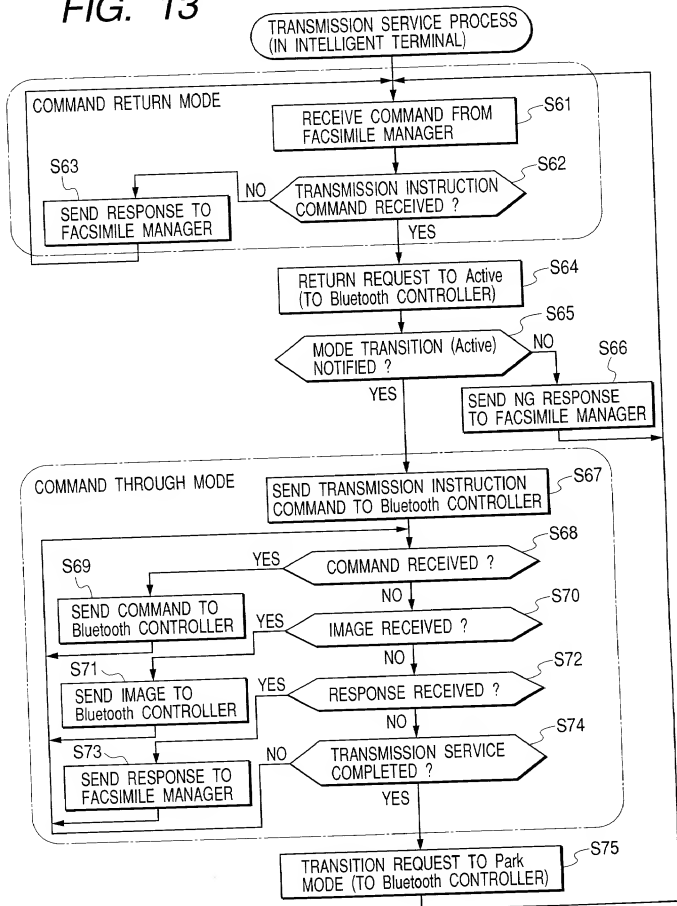 FIG. 13
TRANSMISSION SERVICE PROCESS
(IN INTELLIGENT TERMINAL)
COMMAND RETURN MODE
RECEIVE COMMAND FROM
FACSIMILE MANAGER
S61
S62
TRANSMISSION INSTRUCTION
COMMAND RECEIVED ?
NO
S63
SEND RESPONSE TO
FACSIMILE MANAGER
YES
RETURN REQUEST TO Active
(TO Bluetooth CONTROLLER)
S64
S65
MODE TRANSITION (Active)
NOTIFIED ?
NO
S66
YES
SEND NG RESPONSE
TO FACSIMILE MANAGER
COMMAND THROUGH MODE
SEND TRANSMISSION INSTRUCTION
COMMAND TO Bluetooth CONTROLLER
S67
S68
COMMAND RECEIVED ?
YES
S69
NO
SEND COMMAND TO
Bluetooth CONTROLLER
S70
IMAGE RECEIVED ?
YES
S71
NO
SEND IMAGE TO
Bluetooth CONTROLLER
S72
RESPONSE RECEIVED ?
YES
S73
NO
SEND RESPONSE TO
FACSIMILE MANAGER
S74
TRANSMISSION SERVICE
COMPLETED ?
NO
YES
TRANSITION REQUEST TO Park
MODE (TO Bluetooth CONTROLLER)
S75